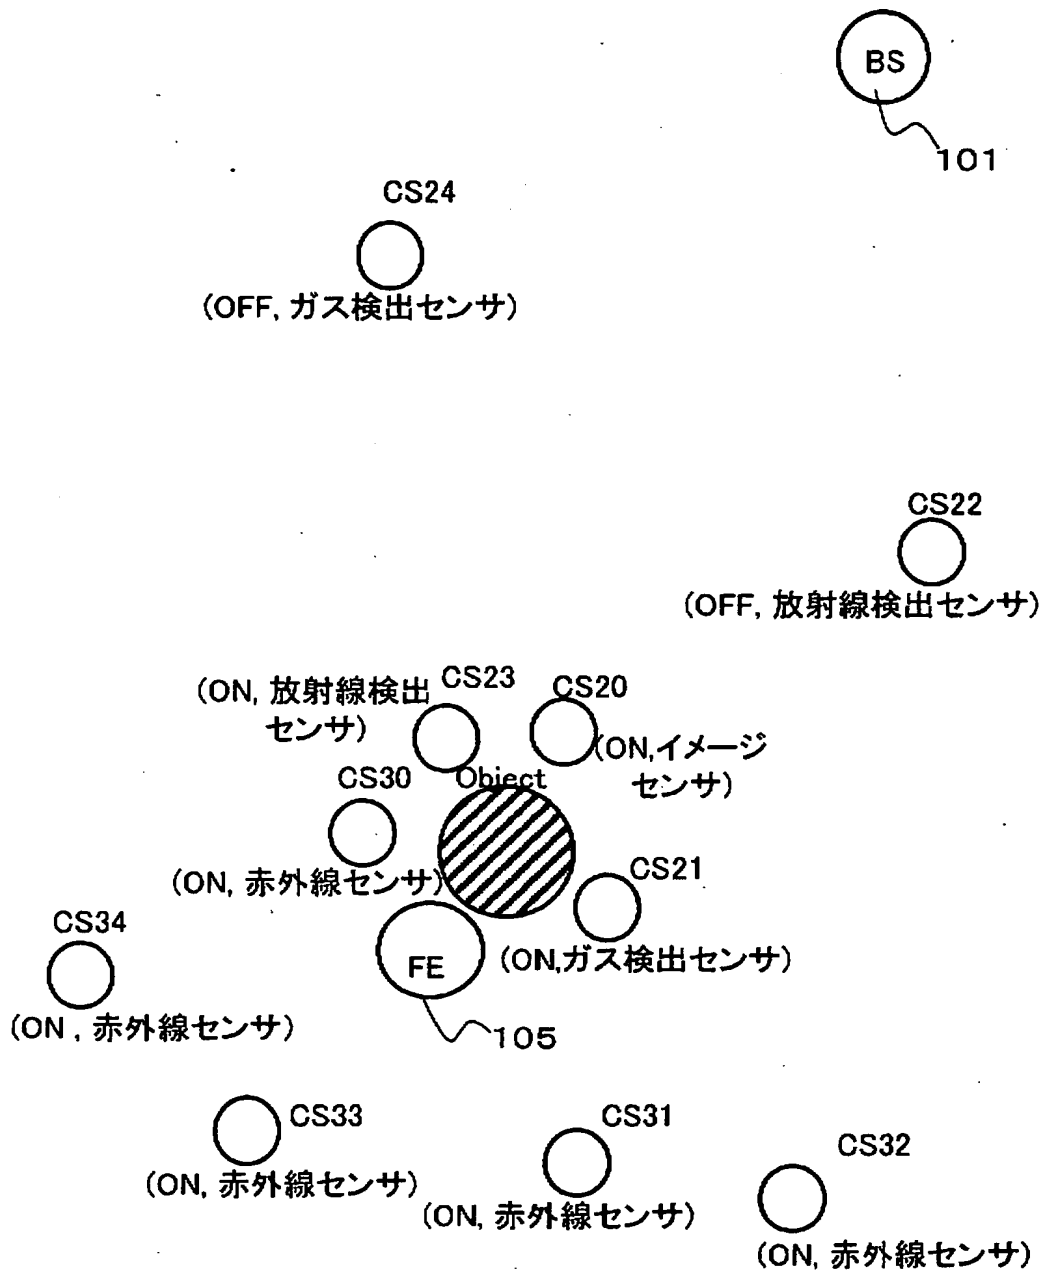 BS
101
CS24
(OFF, ガス検出センサ)
CS22
(OFF, 放射線検出センサ)
(ON, 放射線検出
センサ)
CS23
CS20
(ON,イメージ
センサ)
CS30
Object
(ON, 赤外線センサ)
CS21
(ON,ガス検出センサ)
FE
105
CS34
(ON , 赤外線センサ)
CS33
(ON, 赤外線センサ)
CS31
(ON, 赤外線センサ)
CS32
(ON, 赤外線センサ)